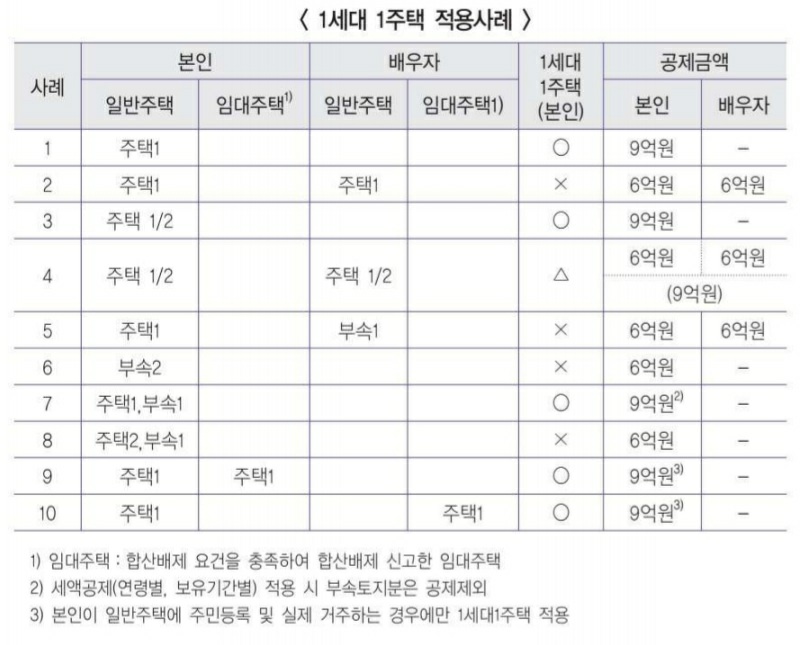 < 1세대 1주택 적용사례 >
사례 본인 배우자 1세대 1주택 (본인) 공제금액
일반주택 임대주택1) 일반주택 임대주택1) 본인 배우자
1 주택1 ○ 9억원 -
2 주택1 주택1 × 6억원 6억원
3 주택 1/2 ○ 9억원 -
4 주택 1/2 주택 1/2 △ 6억원 6억원
(9억원)
5 주택1 부속1 × 6억원 6억원
6 부속2 × 6억원 -
7 주택1,부속1 ○ 9억원2) -
8 주택2,부속1 × 6억원 -
9 주택1 주택1 ○ 9억원3) -
10 주택1 주택1 ○ 9억원3) -
1) 임대주택 : 합산배제 요건을 충족하여 합산배제 신고한 임대주택
2) 세액공제(연령별, 보유기간별) 적용 시 부속토지분은 공제제외
3) 본인이 일반주택에 주민등록 및 실제 거주하는 경우에만 1세대1주택 적용